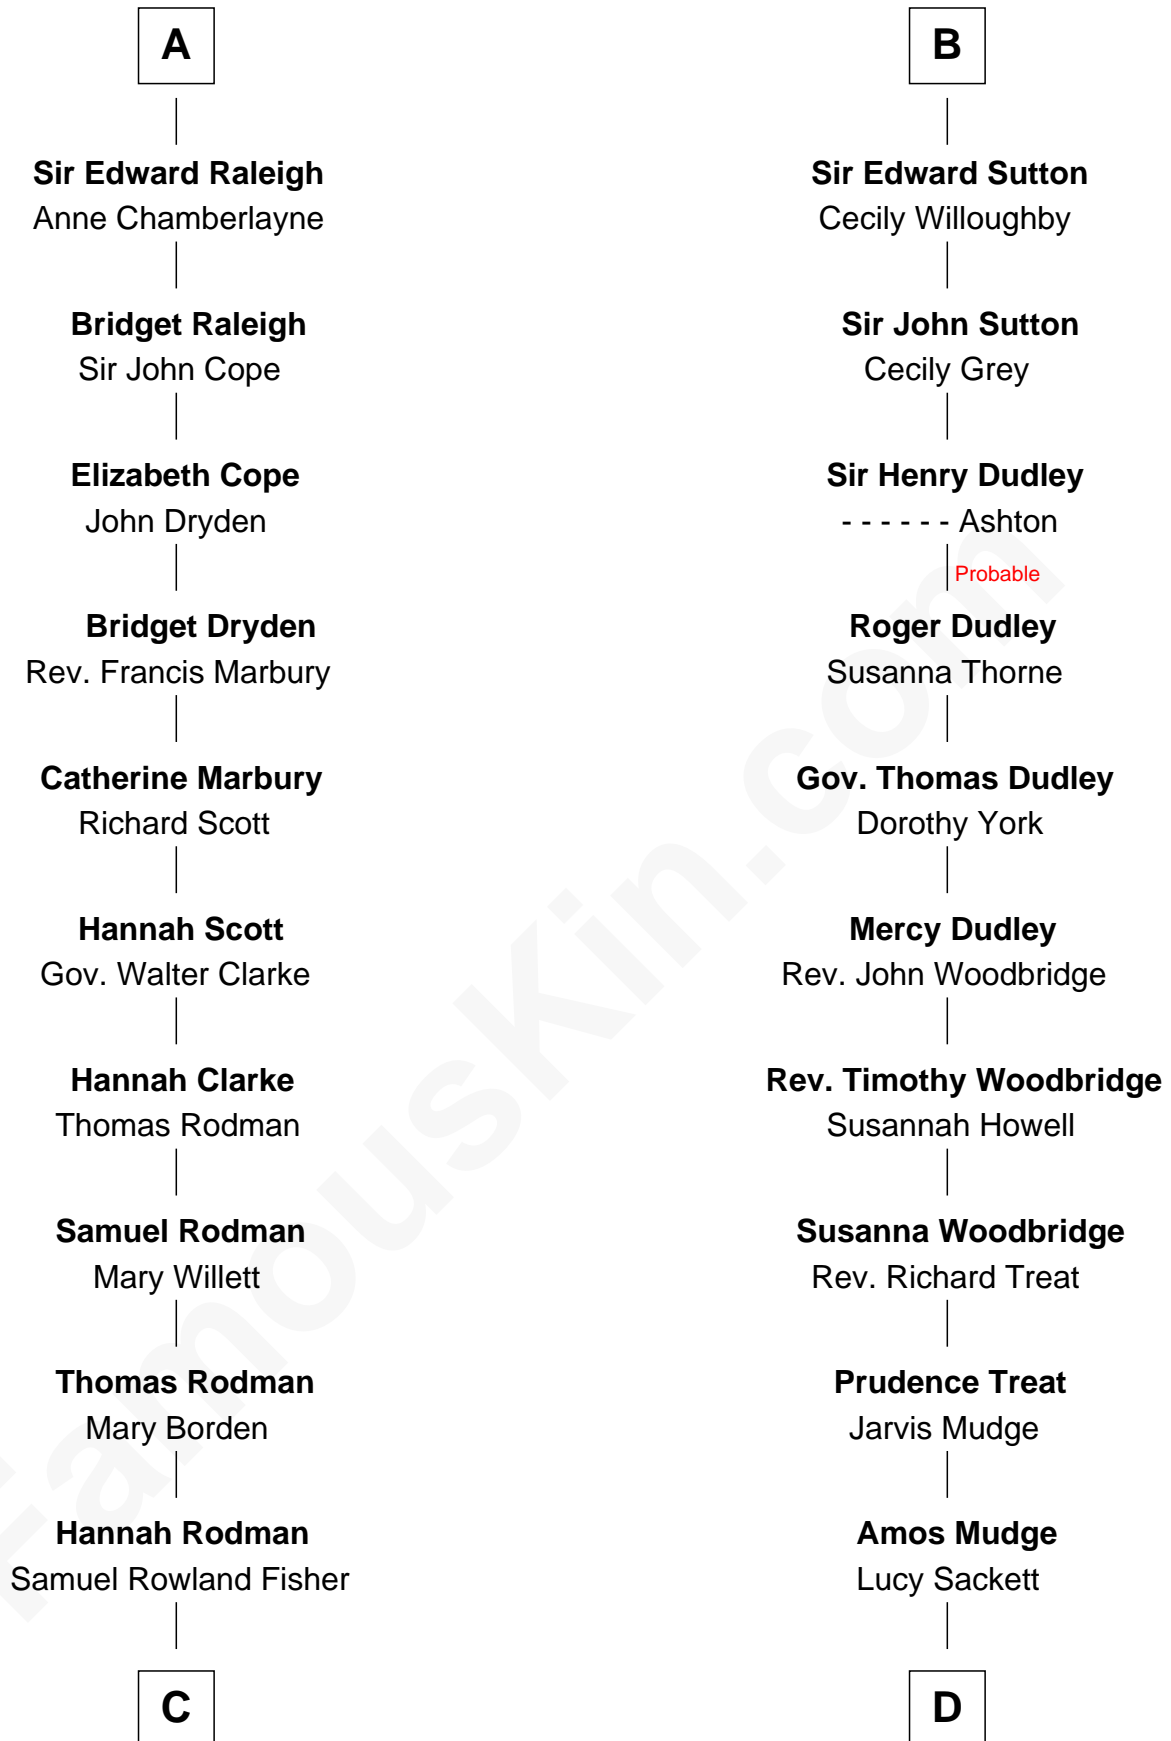 A
Sir Edward Raleigh
Anne Chamberlayne
Bridget Raleigh
Sir John Cope
Elizabeth Cope
John Dryden
Bridget Dryden
Rev. Francis Marbury
Catherine Marbury
Richard Scott
Hannah Scott
Gov. Walter Clarke
Hannah Clarke
Thomas Rodman
Samuel Rodman
Mary Willett
Thomas Rodman
Mary Borden
Hannah Rodman
Samuel Rowland Fisher
C
B
Sir Edward Sutton
Cecily Willoughby
Sir John Sutton
Cecily Grey
Sir Henry Dudley
- - - - - - Ashton
Probable
Roger Dudley
Susanna Thorne
Gov. Thomas Dudley
Dorothy York
Mercy Dudley
Rev. John Woodbridge
Rev. Timothy Woodbridge
Susannah Howell
Susanna Woodbridge
Rev. Richard Treat
Prudence Treat
Jarvis Mudge
Amos Mudge
Lucy Sackett
D
FamousKin.com